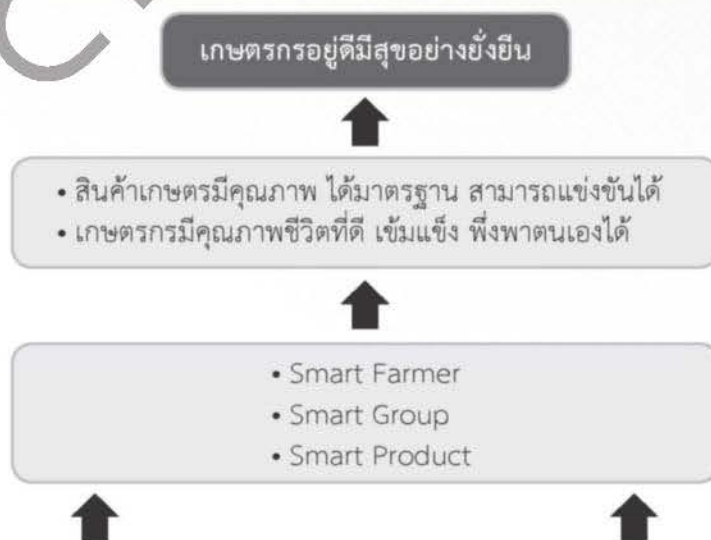 เกษตรกรอยู่ดีมีสุขอย่างยั่งยืน
• สินค้าเกษตรมีคุณภาพ ได้มาตรฐาน สามารถแข่งขันได้
• เกษตรกรมีคุณภาพชีวิตที่ดี เข้มแข็ง พึ่งพาตนเองได้
• Smart Farmer
• Smart Group
• Smart Product